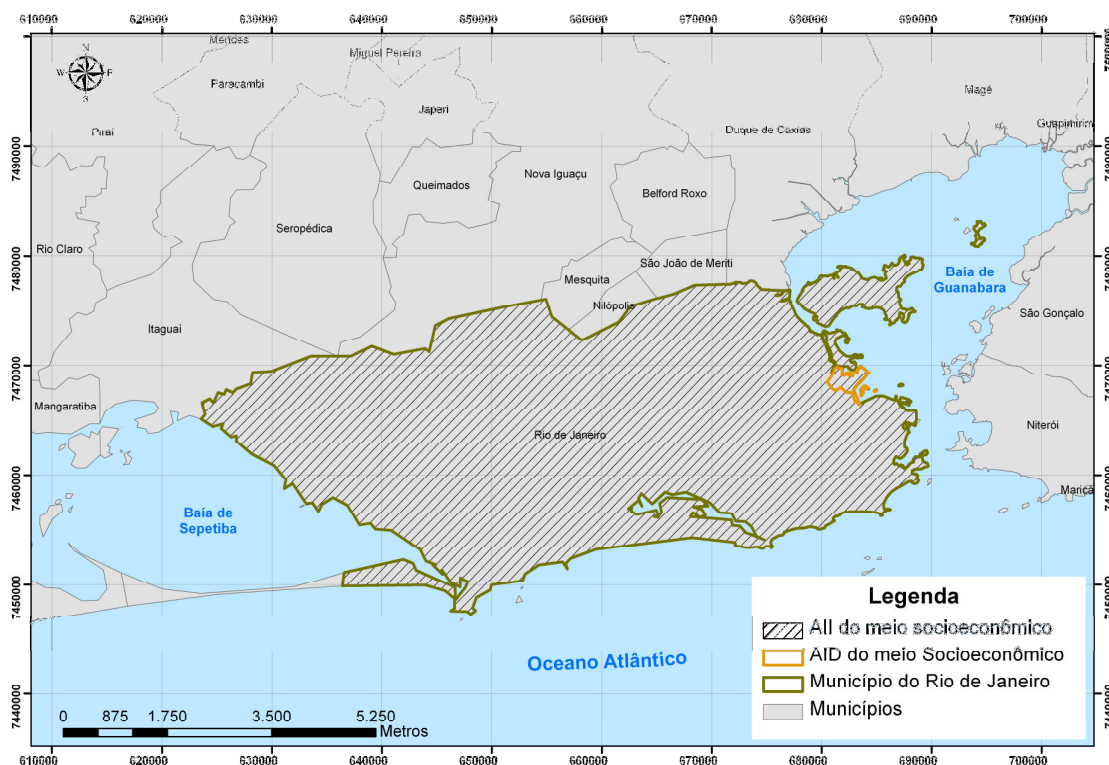 610000 620000 630000 640000 650000 660000 670000 680000 690000 700000
N
W E
S
Mendes
Miguel Pereira
Paracambi
Magé
Japeri
Piraí
Duque de Caxias
Guapimirim
7490000
7490000
Nova Iguaçu
Queimados
Belford Roxo
Seropédica
Rio Claro
São João de Meriti
7480000
7480000
Mesquita
Baía de
Guanabara
Nilópolis
São Gonçalo
Itaguaí
7470000
7470000
Mangaratiba
Niterói
Rio de Janeiro
7460000
Maricá
Baía de
Sepetiba
7450000
Legenda
AII do meio socioeconômico
AID do meio Socioeconômico
Município do Rio de Janeiro
Municípios
Oceano Atlântico
7440000
0 875 1.750 3.500 5.250
Metros
610000 620000 630000 640000 650000 660000 670000 680000 690000 700000